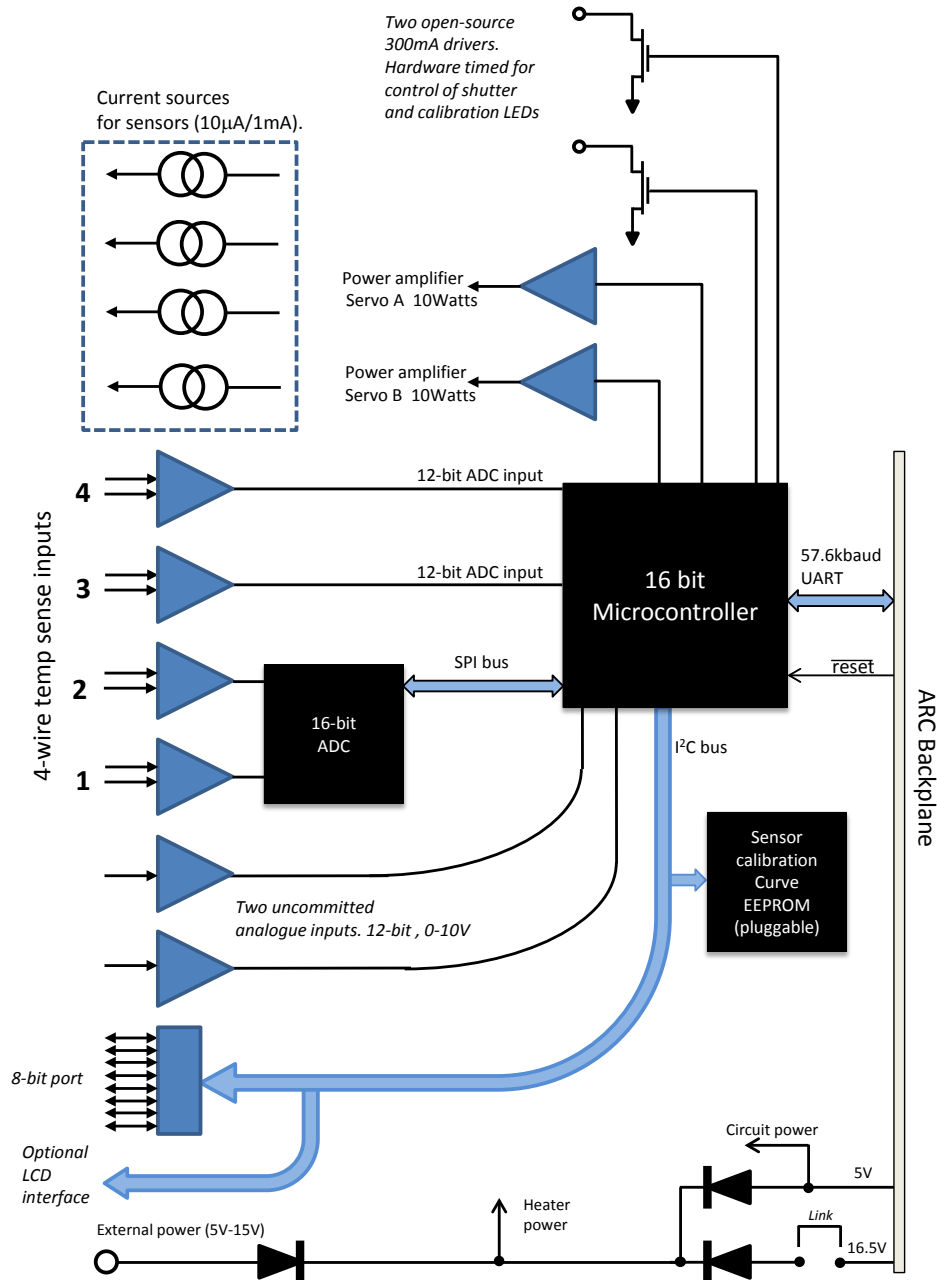 Two open-source
300mA drivers.
Hardware timed for
control of shutter
and calibration LEDs
Current sources
for sensors (10µA/1mA).
Power amplifier
Servo A 10Watts
Power amplifier
Servo B 10Watts
4-wire temp sense inputs
4
12-bit ADC input
3
12-bit ADC input
2
1
16-bit
ADC
SPI bus
16 bit
Microcontroller
57.6kbaud
UART
reset
ARC Backplane
I²C bus
Sensor
calibration
Curve
EEPROM
(pluggable)
Two uncommitted
analogue inputs. 12-bit , 0-10V
8-bit port
Optional
LCD
interface
Circuit power
5V
Heater
power
Link
16.5V
External power (5V-15V)